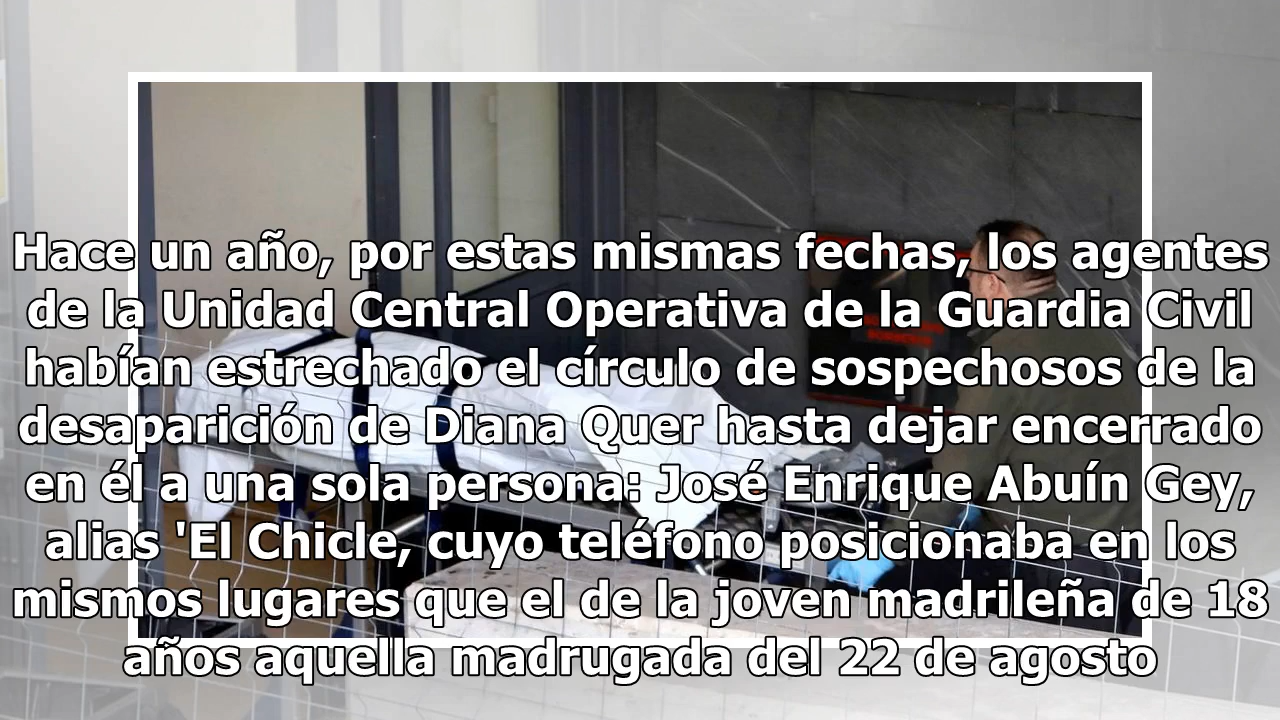 Hace un año, por estas mismas fechas, los agentes
de la Unidad Central Operativa de la Guardia Civil
habían estrechado el círculo de sospechosos de la
desaparición de Diana Quer hasta dejar encerrado
en él a una sola persona: José Enrique Abuín Gey,
alias 'El Chicle, cuyo teléfono posicionaba en los
mismos lugares que el de la joven madrileña de 18
años aquella madrugada del 22 de agosto